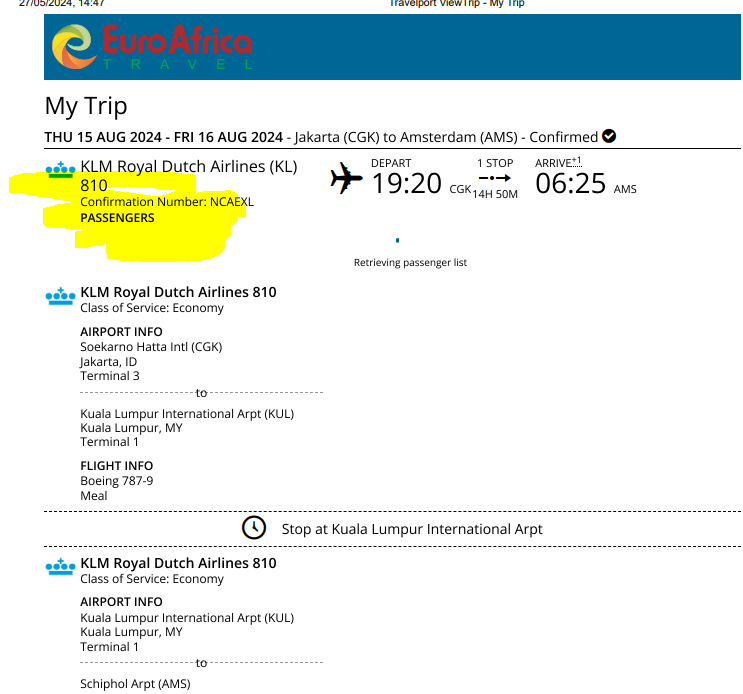 27/05/2024, 14:47 Travelport ViewTrip - My Trip
EuroAfrica
TRAVEL
My Trip
THU 15 AUG 2024 - FRI 16 AUG 2024 - Jakarta (CGK) to Amsterdam (AMS) - Confirmed
KLM Royal Dutch Airlines (KL)
810
Confirmation Number: NCAEXL
PASSENGERS
DEPART
19:20 CGK
1 STOP
14H 50M
ARRIVE+1
06:25 AMS
Retrieving passenger list
KLM Royal Dutch Airlines 810
Class of Service: Economy
AIRPORT INFO
Soekarno Hatta Intl (CGK)
Jakarta, ID
Terminal 3
to
Kuala Lumpur International Arpt (KUL)
Kuala Lumpur, MY
Terminal 1
FLIGHT INFO
Boeing 787-9
Meal
Stop at Kuala Lumpur International Arpt
KLM Royal Dutch Airlines 810
Class of Service: Economy
AIRPORT INFO
Kuala Lumpur International Arpt (KUL)
Kuala Lumpur, MY
Terminal 1
to
Schiphol Arpt (AMS)